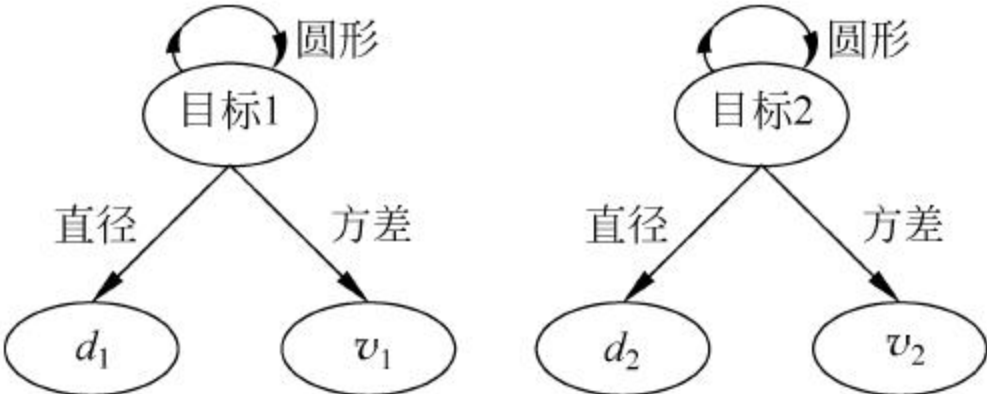 圆形 圆形
目标1 目标2
直径 方差 直径 方差
d₁ v₁ d₂ v₂